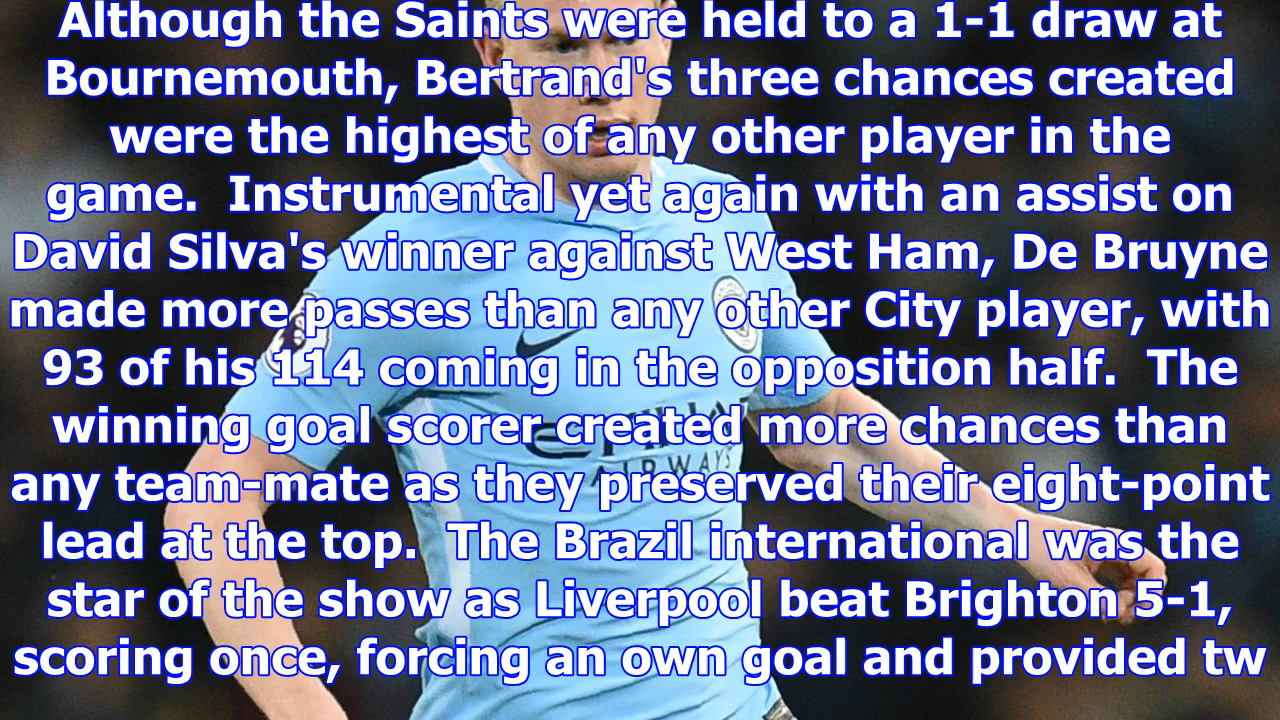 Although the Saints were held to a 1-1 draw at
Bournemouth, Bertrand's three chances created
were the highest of any other player in the
game.  Instrumental yet again with an assist on
David Silva's winner against West Ham, De Bruyne
made more passes than any other City player, with
93 of his 114 coming in the opposition half.  The
winning goal scorer created more chances than
any team-mate as they preserved their eight-point
lead at the top.  The Brazil international was the
star of the show as Liverpool beat Brighton 5-1,
scoring once, forcing an own goal and provided tw
ETIHAD
AIRWAYS